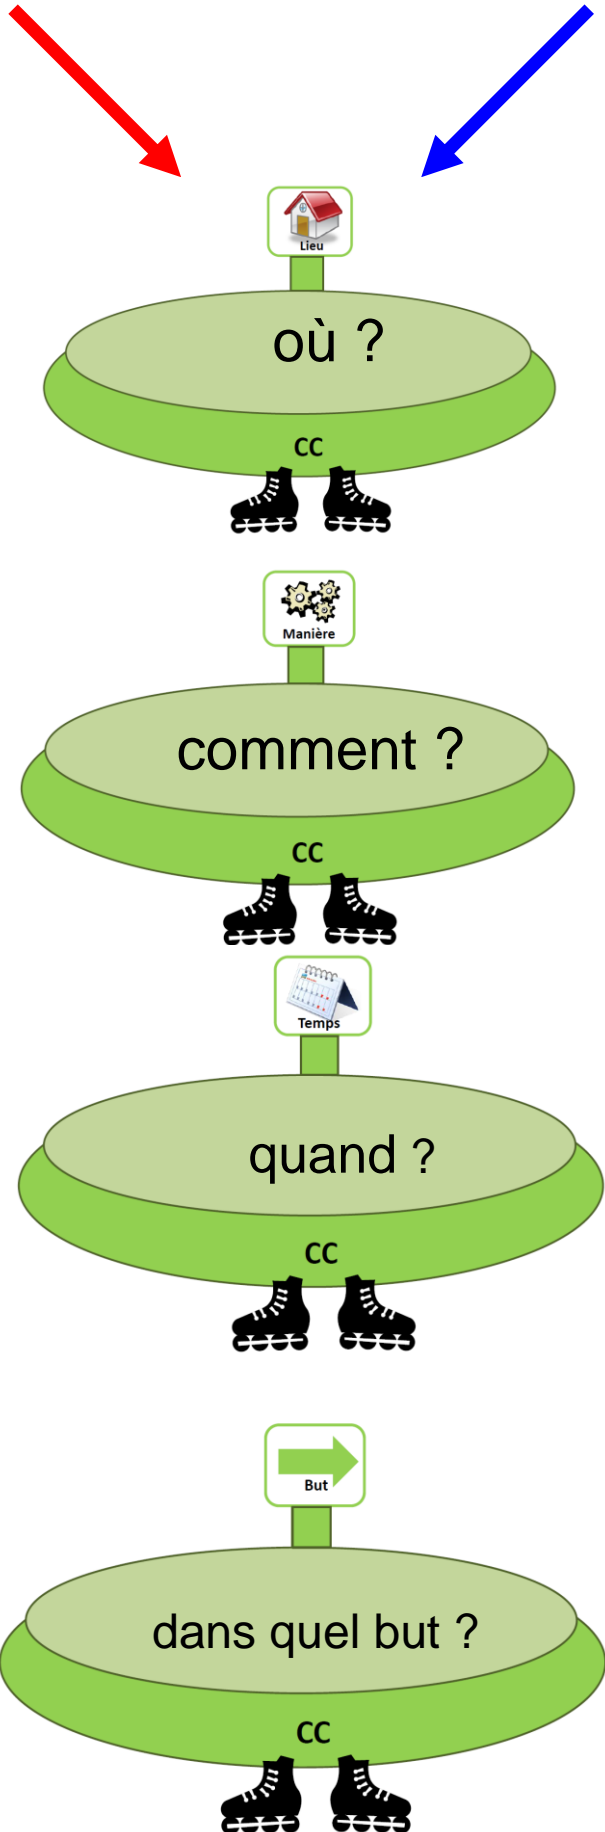 Lieu
où ?
CC
Manière
comment ?
CC
Temps
quand ?
CC
But
dans quel but ?
CC